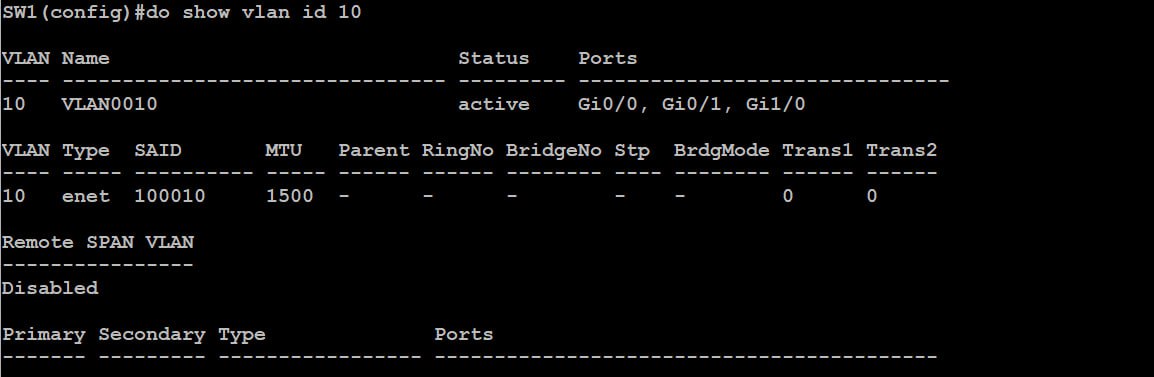 SW1(config)#do show vlan id 10
VLAN Name                             Status    Ports
---- -------------------------------- --------- -------------------------------
10   VLAN0010                         active    Gi0/0, Gi0/1, Gi1/0
VLAN Type  SAID       MTU   Parent RingNo BridgeNo Stp  BrdgMode Trans1 Trans2
---- ----- ---------- ----- ------ ------ -------- ---- -------- ------ ------
10   enet  100010     1500  -      -      -        -    -        0      0
Remote SPAN VLAN
----------------
Disabled
Primary Secondary Type              Ports
------- --------- ----------------- ------------------------------------------